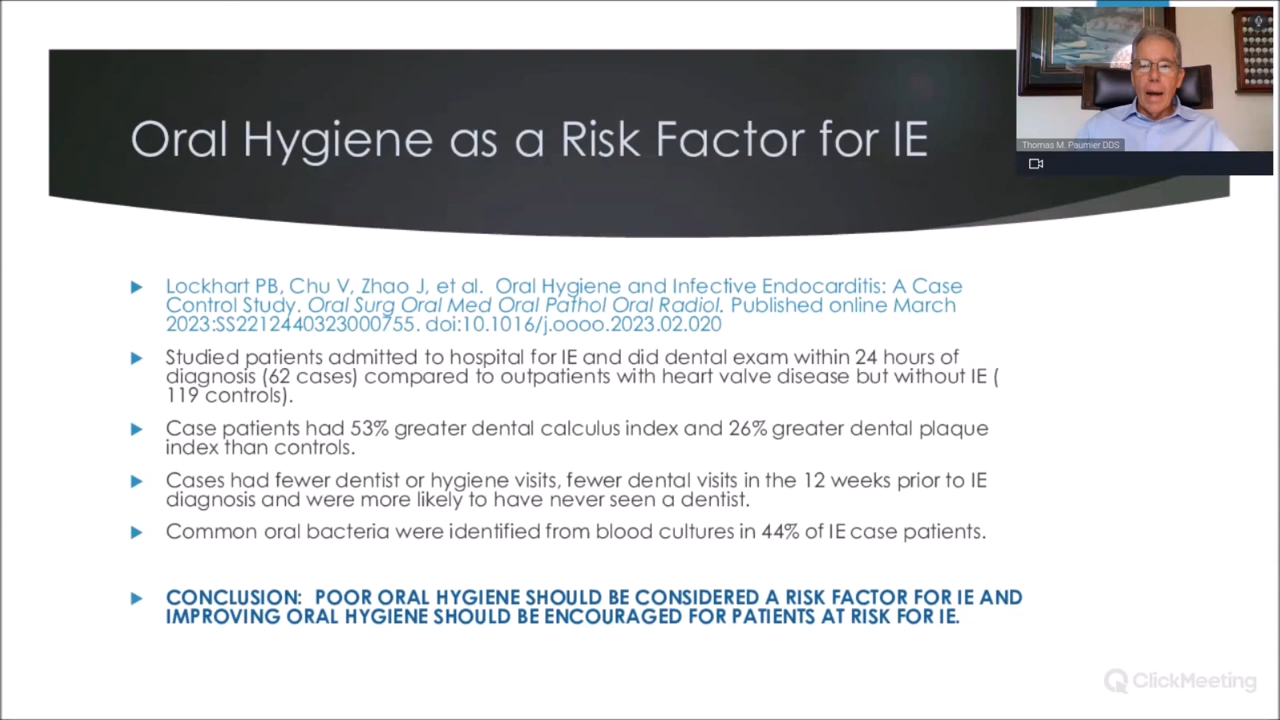 Oral Hygiene as a Risk Factor for IE
Thomas M. Paumier DDS
Lockhart PB, Chu V, Zhao J, et al. Oral Hygiene and Infective Endocarditis: A Case
Control Study. Oral Surg Oral Med Oral Pathol Oral Radiol. Published online March
2023:SS2212440323000755. doi:10.1016/j.oooo.2023.02.020
Studied patients admitted to hospital for IE and did dental exam within 24 hours of
diagnosis (62 cases) compared to outpatients with heart valve disease but without IE (
119 controls).
Case patients had 53% greater dental calculus index and 26% greater dental plaque
index than controls.
Cases had fewer dentist or hygiene visits, fewer dental visits in the 12 weeks prior to IE
diagnosis and were more likely to have never seen a dentist.
Common oral bacteria were identified from blood cultures in 44% of IE case patients.
CONCLUSION: POOR ORAL HYGIENE SHOULD BE CONSIDERED A RISK FACTOR FOR IE AND
IMPROVING ORAL HYGIENE SHOULD BE ENCOURAGED FOR PATIENTS AT RISK FOR IE.
ClickMeeting